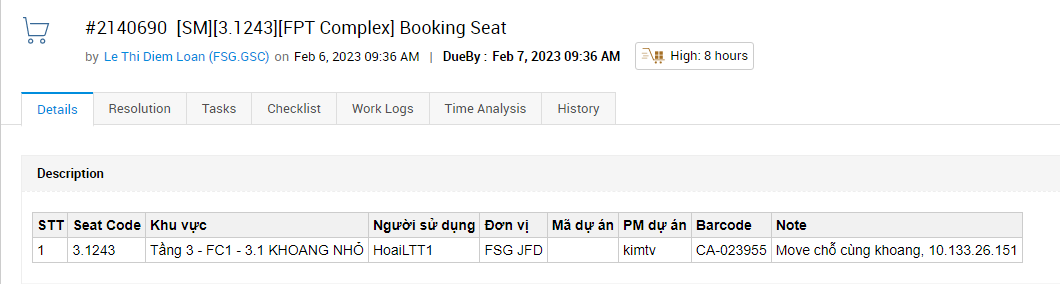 #2140690 [SM][3.1243][FPT Complex] Booking Seat
by Le Thi Diem Loan (FSG.GSC) on Feb 6, 2023 09:36 AM | DueBy : Feb 7, 2023 09:36 AM High: 8 hours
Details Resolution Tasks Checklist Work Logs Time Analysis History
Description
STT Seat Code Khu vực Người sử dụng Đơn vị Mã dự án PM dự án Barcode Note
1 3.1243 Tầng 3 - FC1 - 3.1 KHOANG NHỎ HoaiLTT1 FSG JFD kimtv CA-023955 Move chỗ cùng khoang, 10.133.26.151